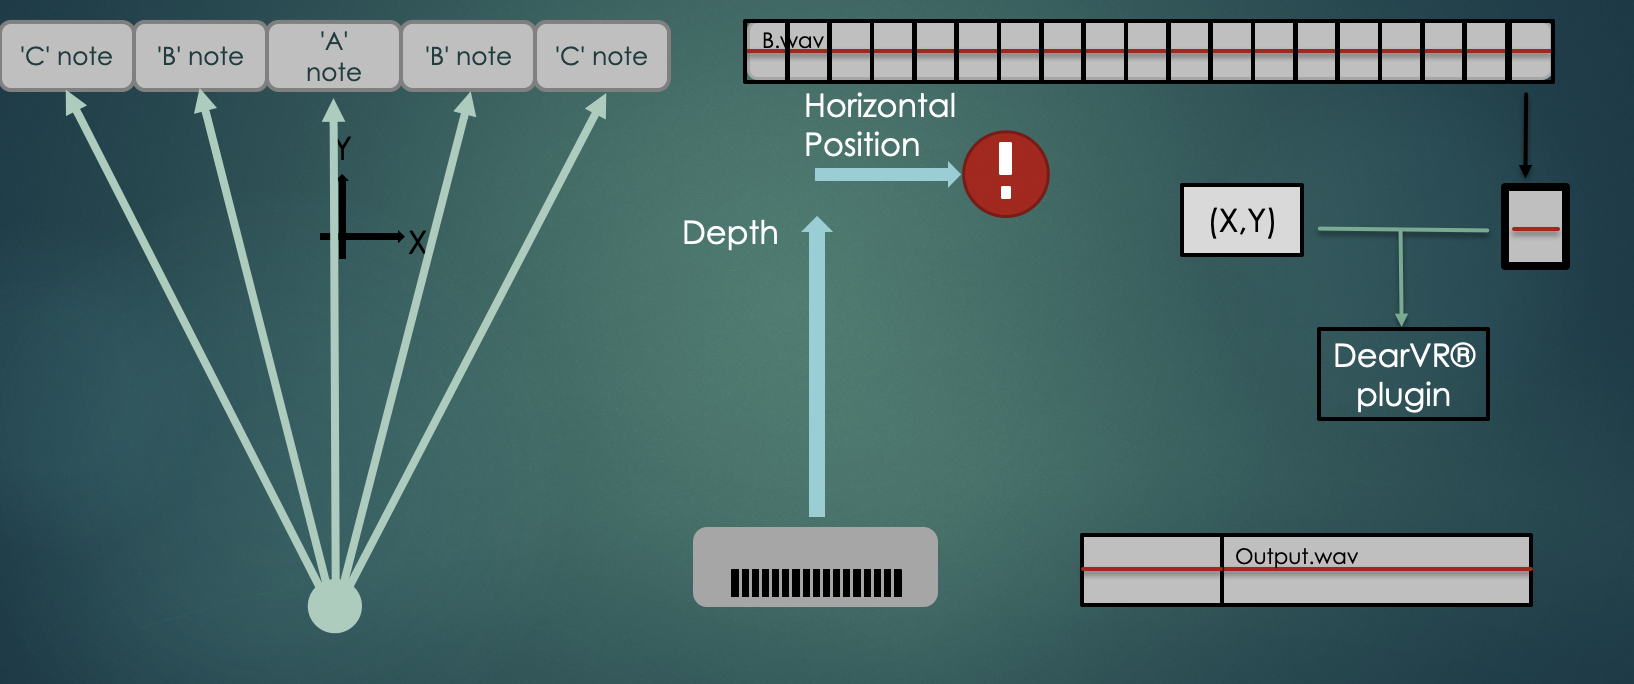 'C' note
'B' note
'A'
note
'B' note
'C' note
Y
X
B.wav
Horizontal
Position
Depth
(X,Y)
DearVR®
plugin
Output.wav